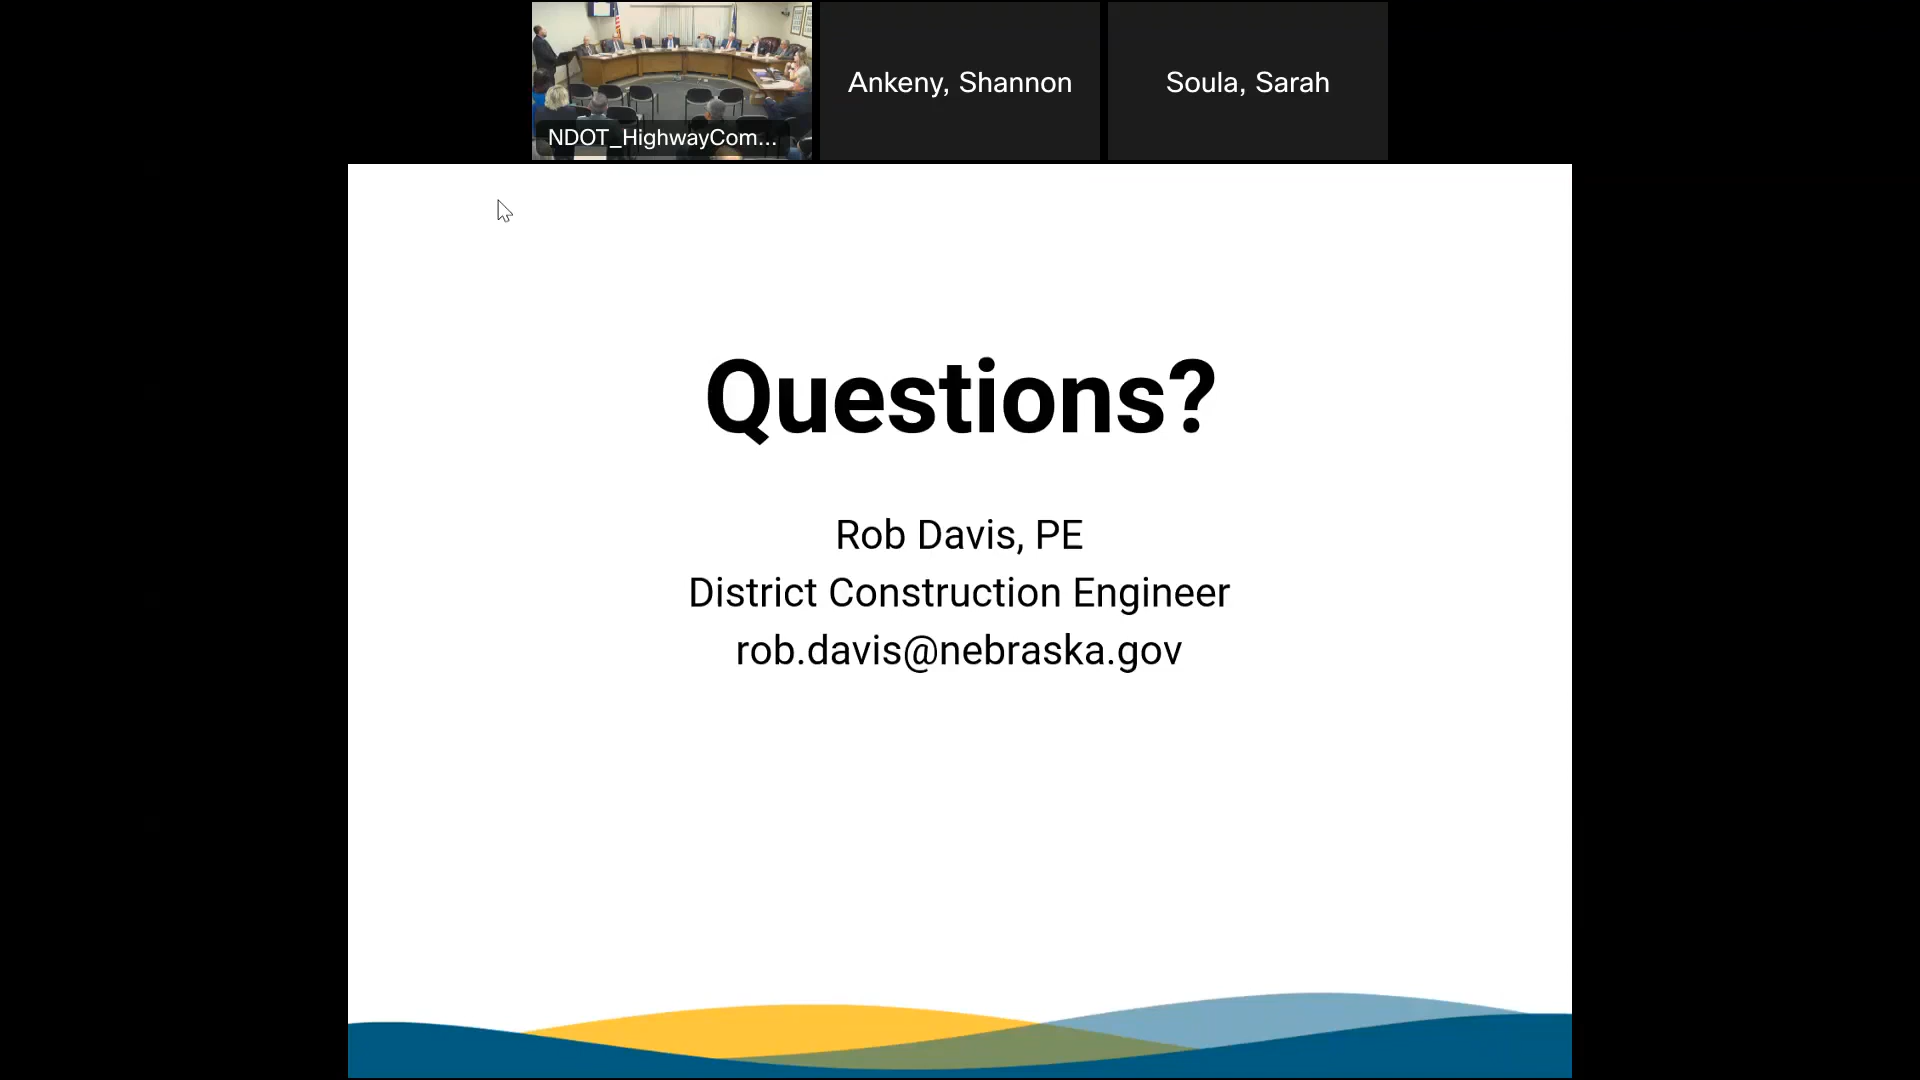 NDOT_HighwayCom...
Ankeny, Shannon
Soula, Sarah
Questions?
Rob Davis, PE
District Construction Engineer
rob.davis@nebraska.gov